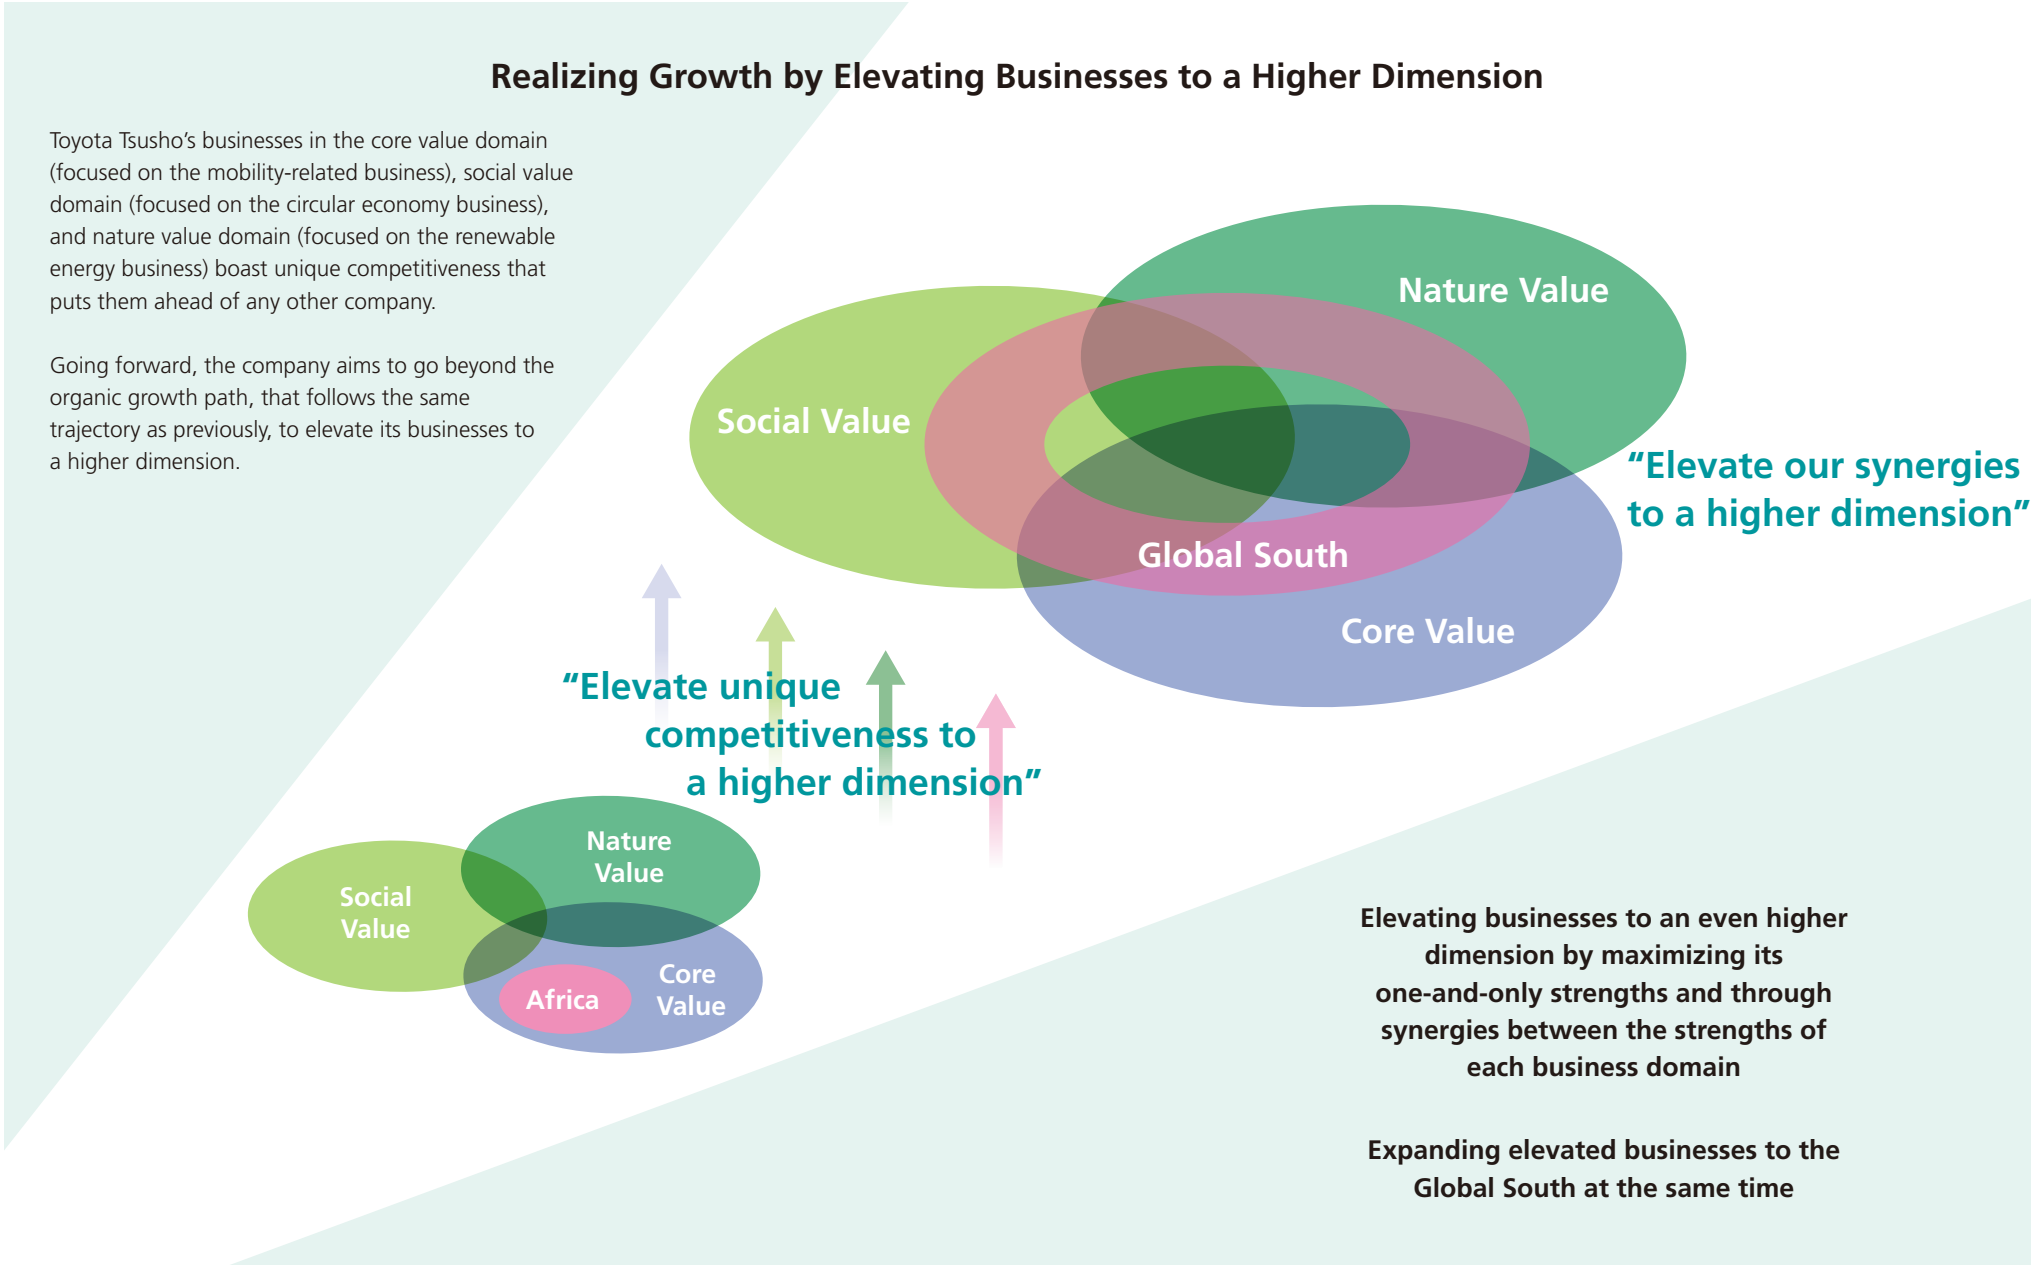 Realizing Growth by Elevating Businesses to a Higher Dimension
Toyota Tsusho’s businesses in the core value domain
(focused on the mobility-related business), social value
domain (focused on the circular economy business),
and nature value domain (focused on the renewable
energy business) boast unique competitiveness that
puts them ahead of any other company.
Going forward, the company aims to go beyond the
organic growth path, that follows the same
trajectory as previously, to elevate its businesses to
a higher dimension.
Nature Value
Social Value
Global South
Core Value
“Elevate our synergies
to a higher dimension”
“Elevate unique
competitiveness to
a higher dimension”
Nature
Value
Social
Value
Core
Value
Africa
Elevating businesses to an even higher
dimension by maximizing its
one-and-only strengths and through
synergies between the strengths of
each business domain
Expanding elevated businesses to the
Global South at the same time